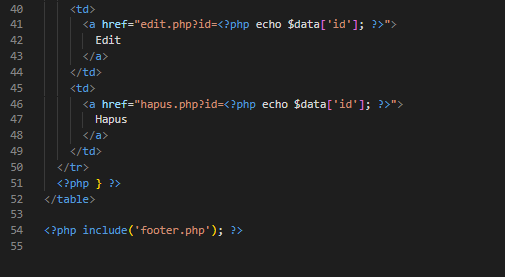 40 <td>
41 <a href="edit.php?id=<?php echo $data['id']; ?>">
42 Edit
43 </a>
44 </td>
45 <td>
46 <a href="hapus.php?id=<?php echo $data['id']; ?>">
47 Hapus
48 </a>
49 </td>
50 </tr>
51 <?php } ?>
52 </table>
53
54 <?php include('footer.php'); ?>
55